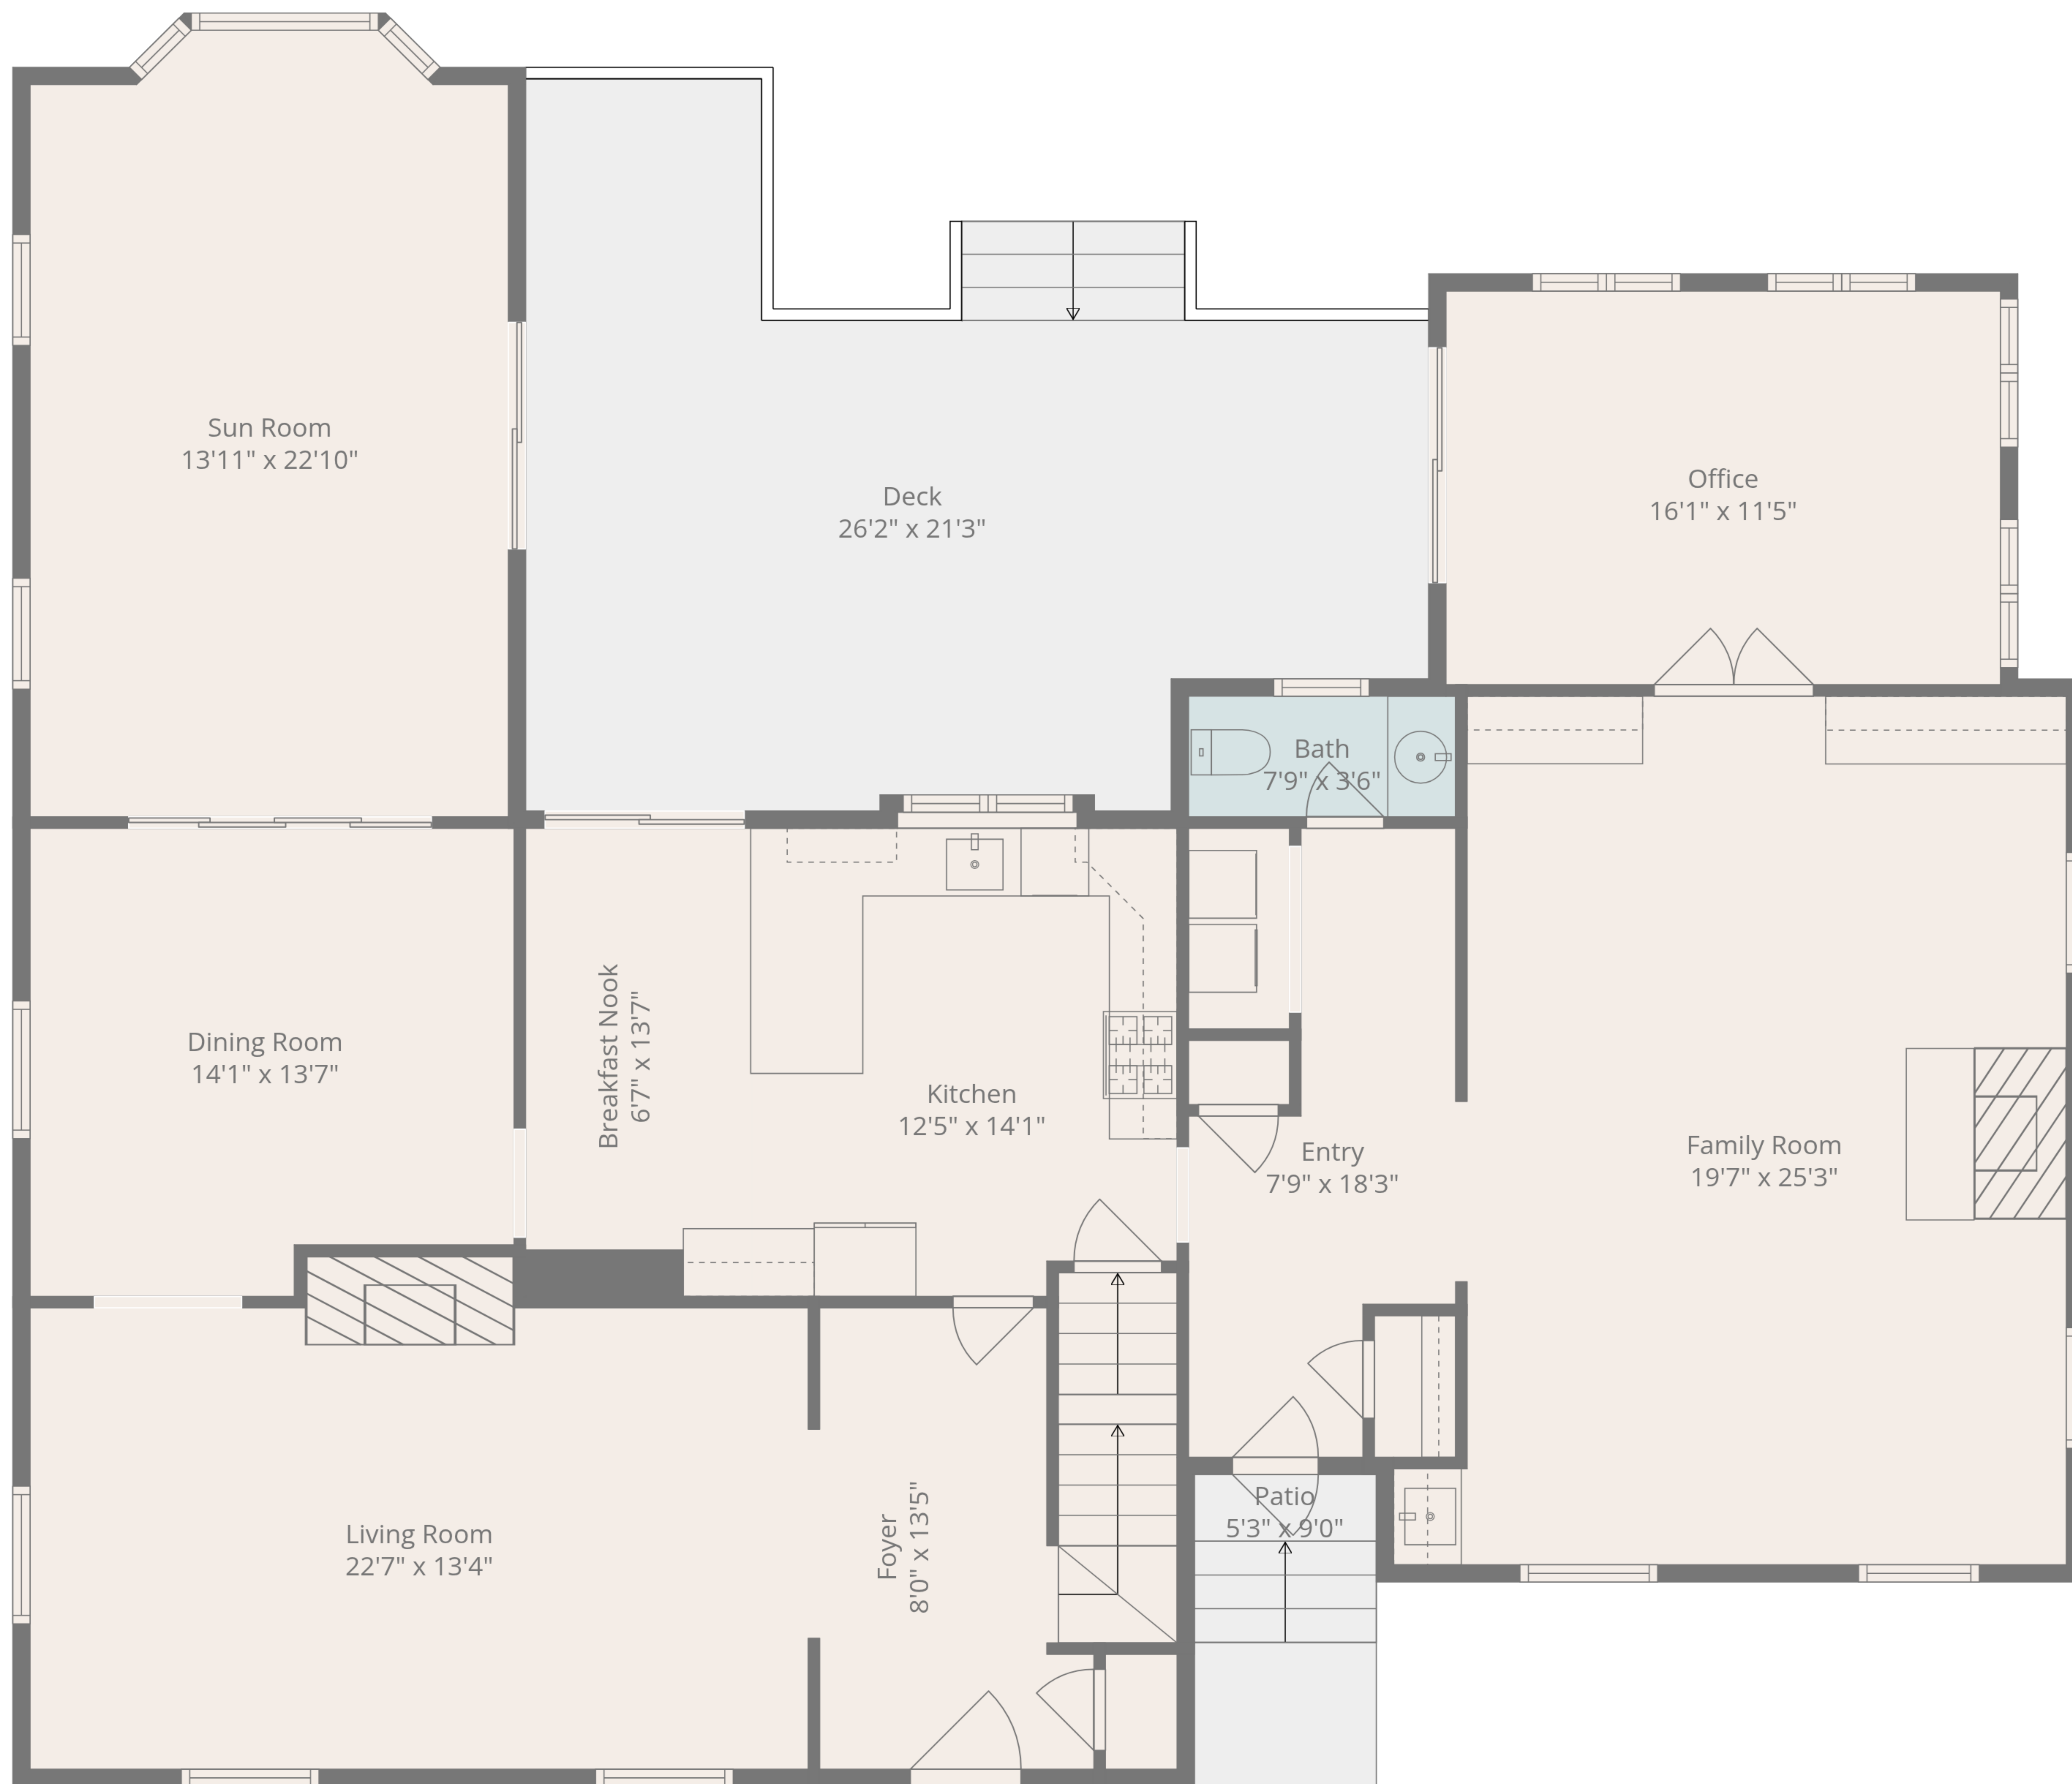 Sun Room
13'11" x 22'10"
Deck
26'2" x 21'3"
Office
16'1" x 11'5"
Bath
7'9" x 3'6"
Dining Room
14'1" x 13'7"
Breakfast Nook
6'7" x 13'7"
Kitchen
12'5" x 14'1"
Entry
7'9" x 18'3"
Family Room
19'7" x 25'3"
Living Room
22'7" x 13'4"
Foyer
8'0" x 13'5"
Patio
5'3" x 9'0"